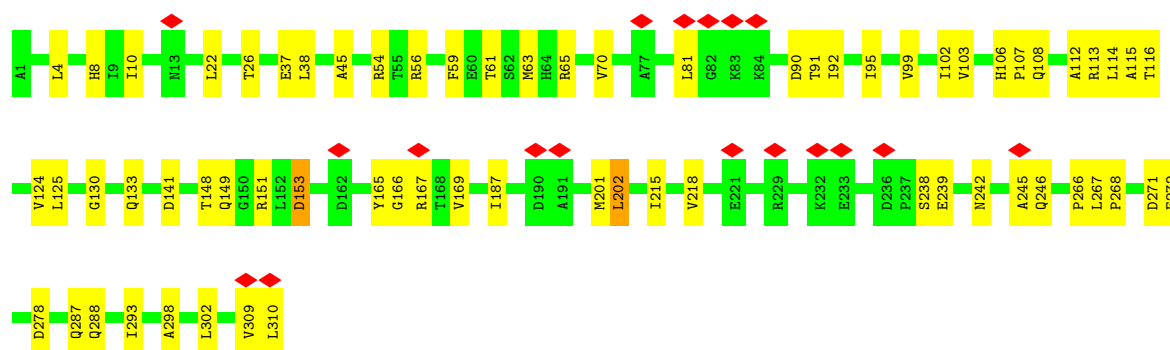 A1 L4 H8 I9 I10 N13 L22 T26 E37 L38 A45 R54 T55 R56 F59 E60 T61 S62 M63 H64 R65 V70 A77 L81 G82 K83 K84 D90 T91 I92 I95 V99 I102 V103 H106 P107 Q108 A112 R113 L114 A115 T116
V124 L125 G130 Q133 D141 T148 Q149 G150 R151 L152 D153 D162 Y165 G166 R167 T168 V169 I187 D190 A191 M201 L202 I215 V218 E221 R229 K232 E233 D236 P237 S238 E239 N242 A245 Q246 P266 L267 P268 D271
D278 Q287 Q288 I293 A298 L302 V309 L310